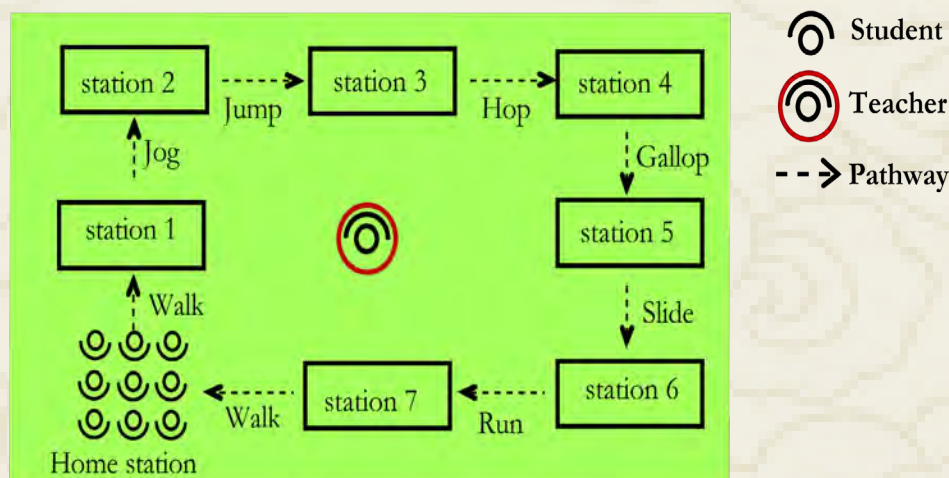 Student
Teacher
Pathway
station 2
Jump
station 3
Hop
station 4
Jog
Gallop
station 1
station 5
Walk
Slide
station 7
Walk
station 6
Run
Home station